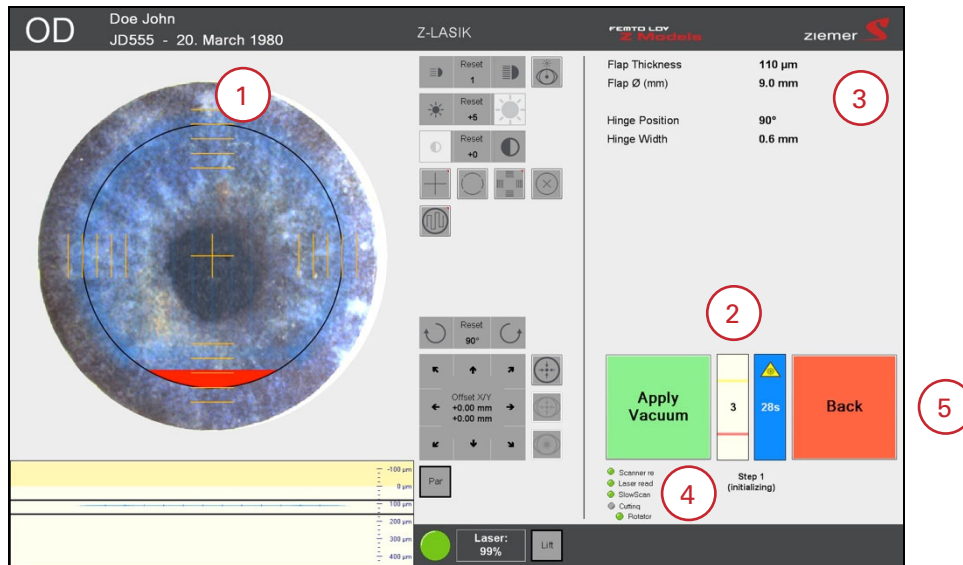 OD
Doe John
JD555 - 20. March 1980
Z-LASIK
FEMTO LDV
Z Models
ziemer
1
Reset
1
Reset
+5
Reset
+0
Flap Thickness 110 µm
Flap Ø (mm) 9.0 mm
Hinge Position 90°
Hinge Width 0.6 mm
3
2
Reset
90°
Offset X/Y
+0.00 mm
+0.00 mm
Par
Apply
Vacuum
3
28s
Back
5
Scanner re
Laser read
SlowScan
Cutting
Rotator
4
Step 1
(initializing)
-100 µm
0 µm
100 µm
200 µm
300 µm
400 µm
Laser:
99%
Lift